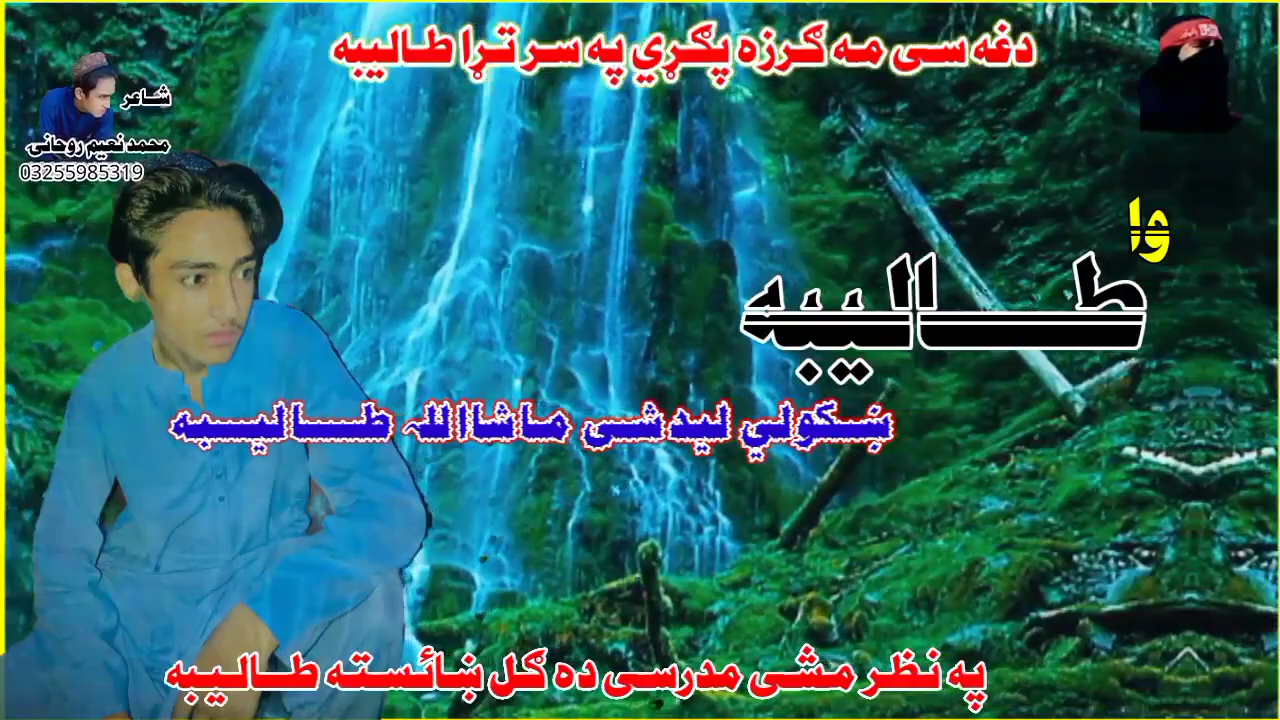 دغه سی مه ګرزه پګړي په سر تړا طالیبه
شاعر
محمد نعیم روحانی
03255985319
وا
طالیبه
ښکولي لیدشی ماشاالله طالیبه
په نظر مشی مدرسی ده ګل ښائسته طالیبه